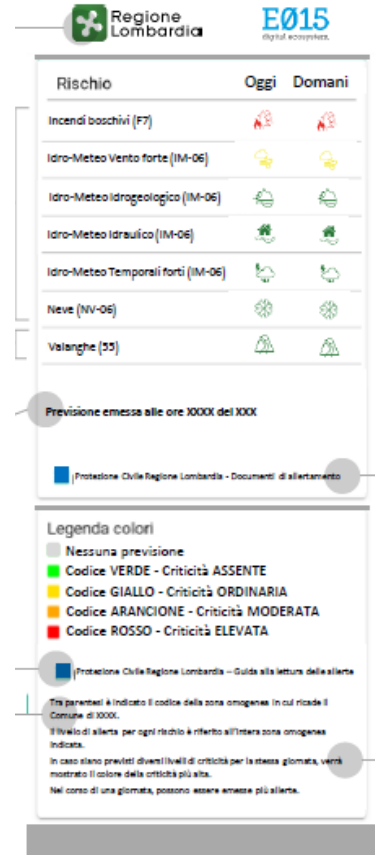 Regione
Lombardia
E015
digital ecosystem
Rischio Oggi Domani
Incendi boschivi (F7)
Idro-Meteo Vento forte (IM-06)
Idro-Meteo Idrogeologico (IM-06)
Idro-Meteo Idraulico (IM-06)
Idro-Meteo Temporali forti (IM-06)
Neve (NV-06)
Valanghe (55)
Previsione emessa alle ore XXXX del XXX
Protezione Civile Regione Lombardia - Documenti di allertamento
Legenda colori
Nessuna previsione
Codice VERDE - Criticità ASSENTE
Codice GIALLO - Criticità ORDINARIA
Codice ARANCIONE - Criticità MODERATA
Codice ROSSO - Criticità ELEVATA
Protezione Civile Regione Lombardia – Guida alla lettura delle allerte
Tra parentesi è indicato il codice della zona omogenea in cui ricade il
Comune di XXXX.
Il livello di allerta per ogni rischio è riferito all'intera zona omogenea
indicata.
In caso siano previsti diversi livelli di criticità per la stessa giornata, verrà
mostrato il colore della criticità più alta.
Nel corso di una giornata, possono essere emesse più allerte.